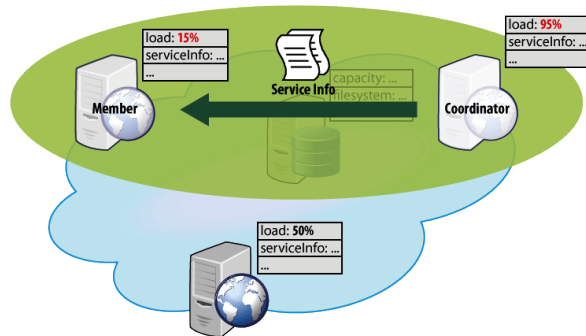 load: 15%
serviceInfo: ...
...
load: 95%
serviceInfo: ...
...
Service Info
capacity: ...
filesystem: ...
Member
Coordinator
load: 50%
serviceInfo: ...
...